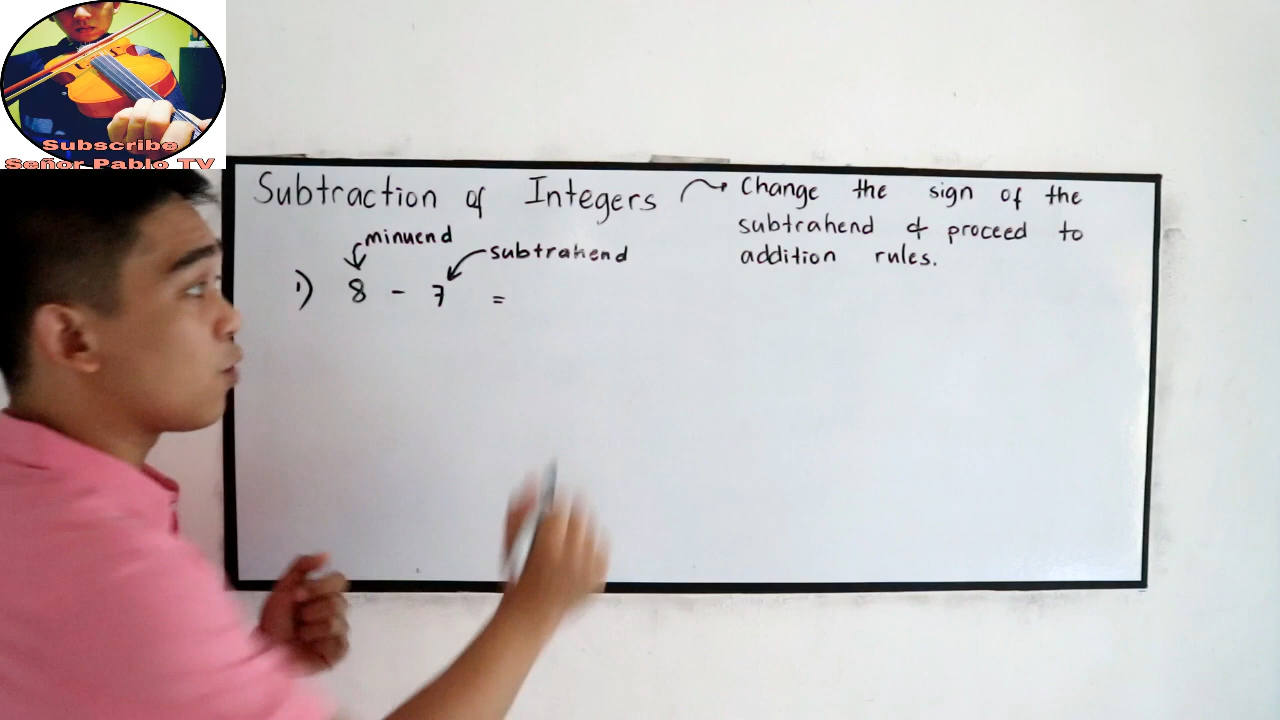 Subscribe
Señor Pablo TV
Subtraction of Integers
Change the sign of the
subtrahend & proceed to
addition rules.
minuend
subtrahend
1) 8 - 7 =